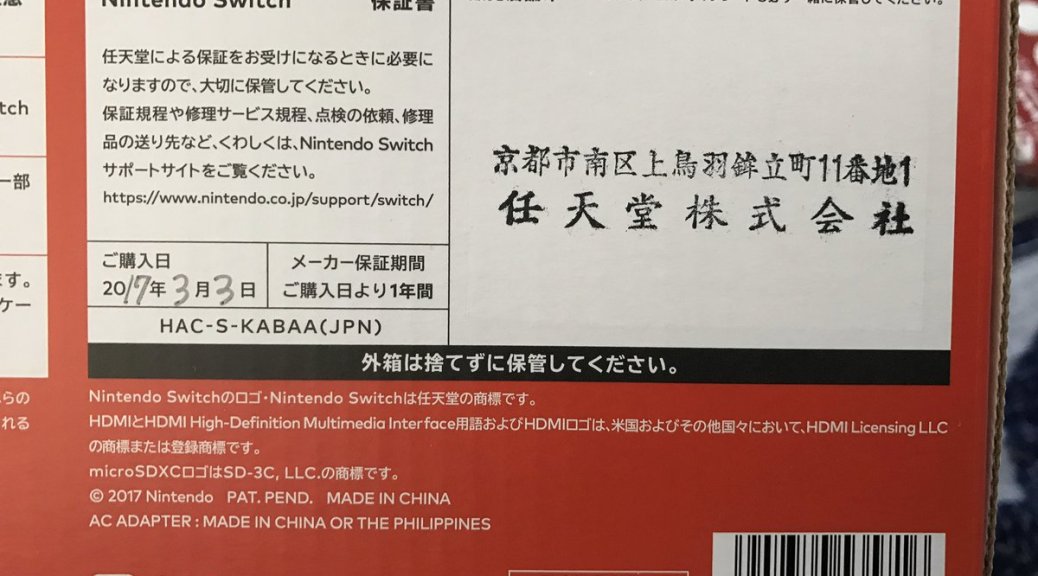 Nintendo Switch 保証書
任天堂による保証をお受けになるときに必要に
なりますので、大切に保管してください。
保証規程や修理サービス規程、点検の依頼、修理
品の送り先など、くわしくは、Nintendo Switch
サポートサイトをご覧ください。
https://www.nintendo.co.jp/support/switch/
ご購入日
2017年3月3日
メーカー保証期間
ご購入日より1年間
HAC-S-KABAA(JPN)
京都市南区上鳥羽鉾立町11番地1
任天堂株式会社
外箱は捨てずに保管してください。
tch
一部
ます。
ケー
らの
れる
Nintendo Switchのロゴ・Nintendo Switchは任天堂の商標です。
HDMIとHDMI High-Definition Multimedia Interface用語およびHDMIロゴは、米国およびその他国々において、HDMI Licensing LLC
の商標または登録商標です。
microSDXCロゴはSD-3C, LLC.の商標です。
© 2017 Nintendo PAT. PEND. MADE IN CHINA
AC ADAPTER : MADE IN CHINA OR THE PHILIPPINES